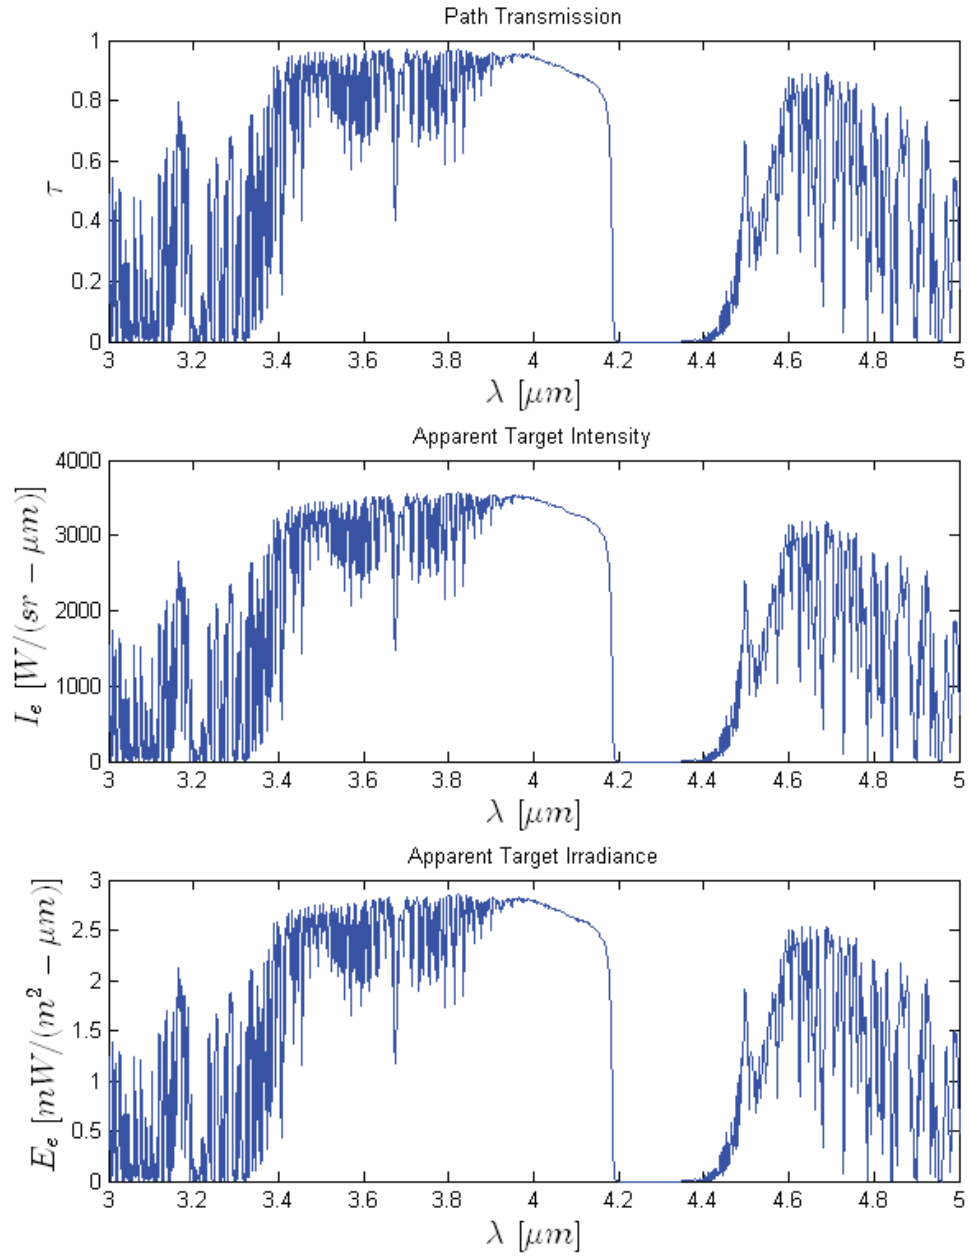 Path Transmission
1
0.8
0.6
0.4
0.2
0
τ
3 3.2 3.4 3.6 3.8 4 4.2 4.4 4.6 4.8 5
λ [μm]
Apparent Target Intensity
4000
3000
2000
1000
0
I_e [W/(sr − μm)]
3 3.2 3.4 3.6 3.8 4 4.2 4.4 4.6 4.8 5
λ [μm]
Apparent Target Irradiance
3
2.5
2
1.5
1
0.5
0
E_e [mW/(m² − μm)]
3 3.2 3.4 3.6 3.8 4 4.2 4.4 4.6 4.8 5
λ [μm]